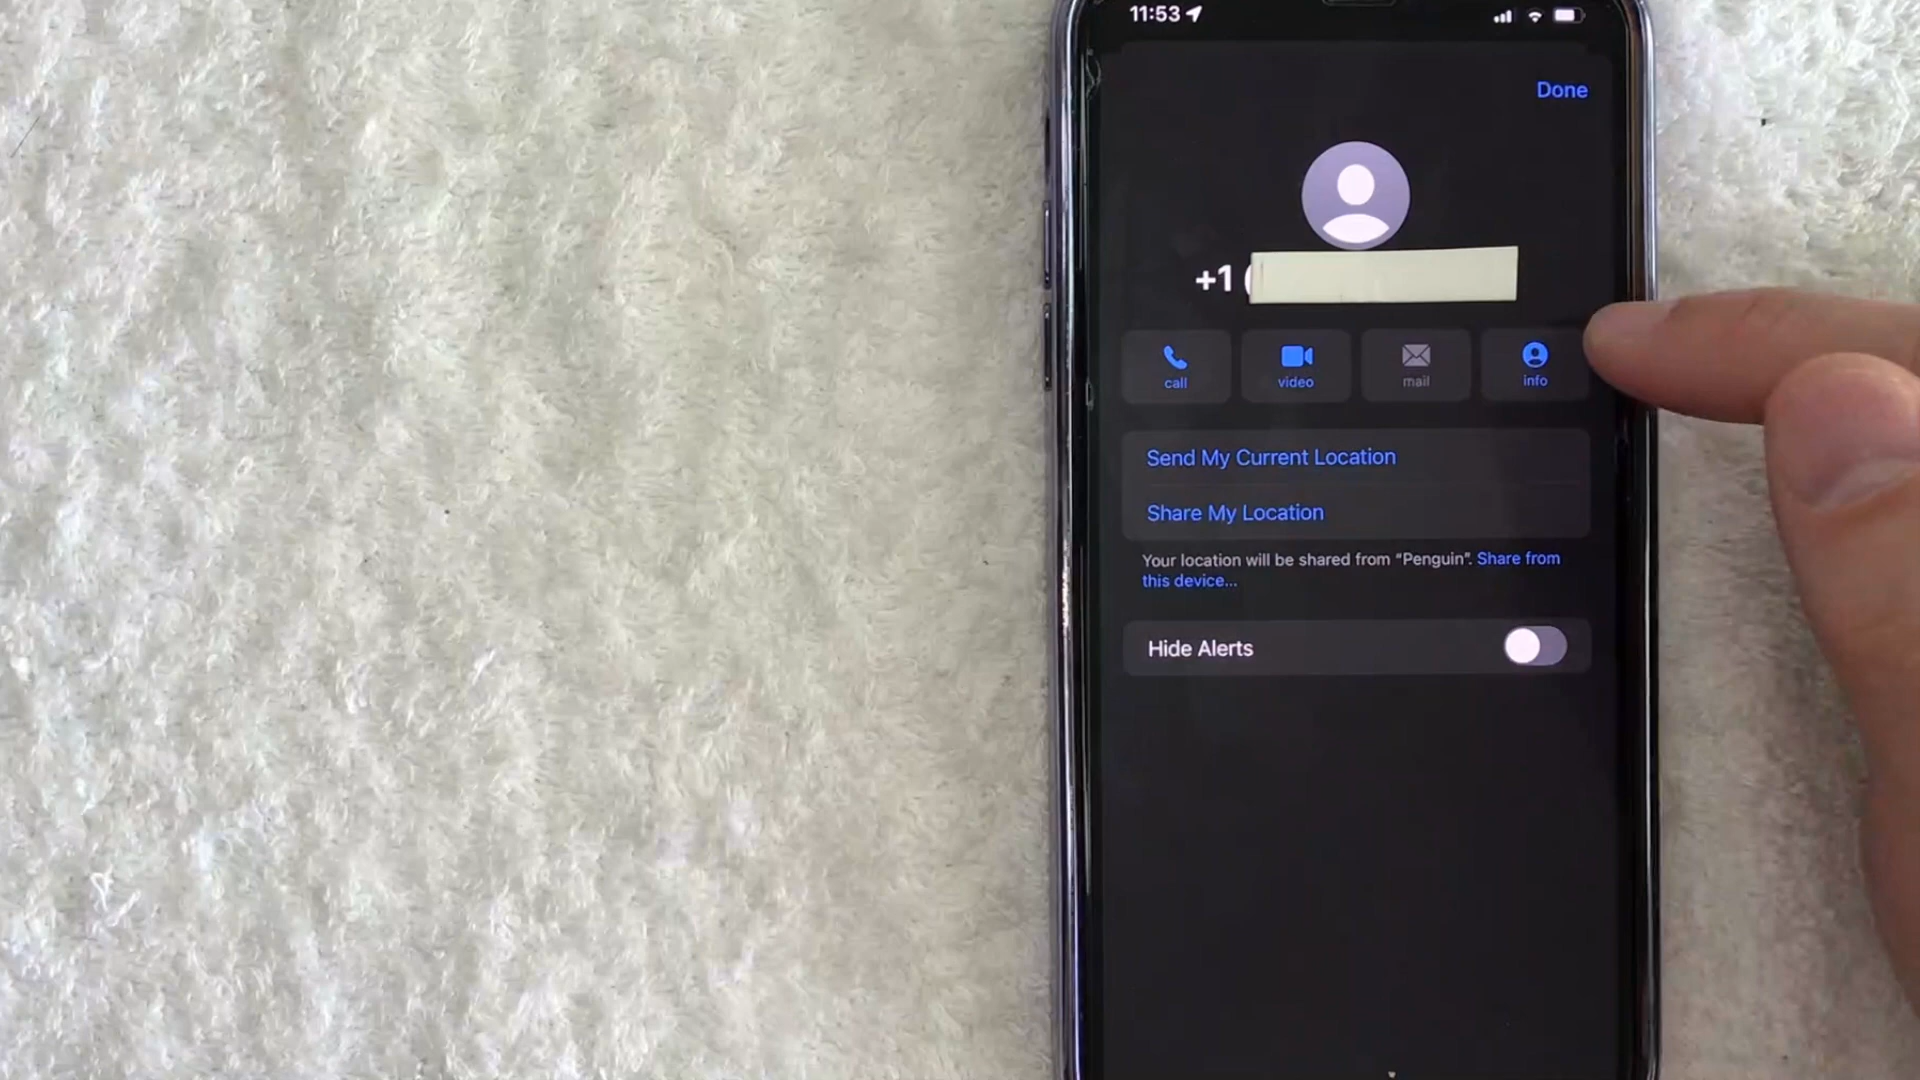 11:53
Done
+1 (
call
video
mail
info
Send My Current Location
Share My Location
Your location will be shared from “Penguin”. Share from
this device...
Hide Alerts